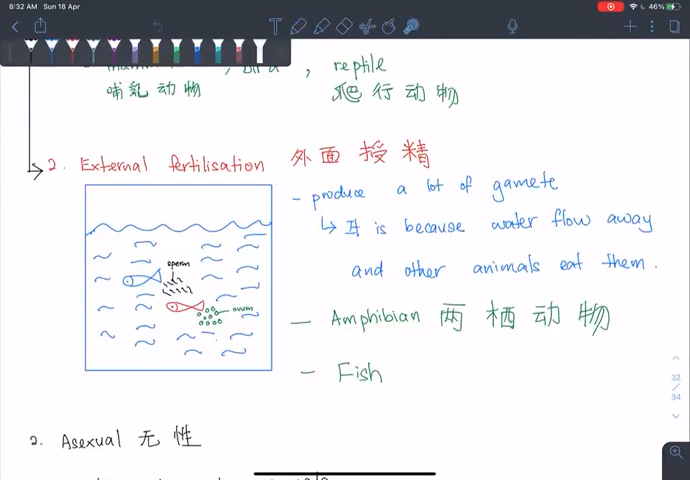 8:32 AM Sun 18 Apr
46%
, reptile
哺乳动物
爬行动物
2. External fertilisation 外面授精
- produce a lot of gamete
↳ It is because water flow away
and other animals eat them.
sperm
ovum
- Amphibian 两栖动物
- Fish
32
/
34
2. Asexual 无性